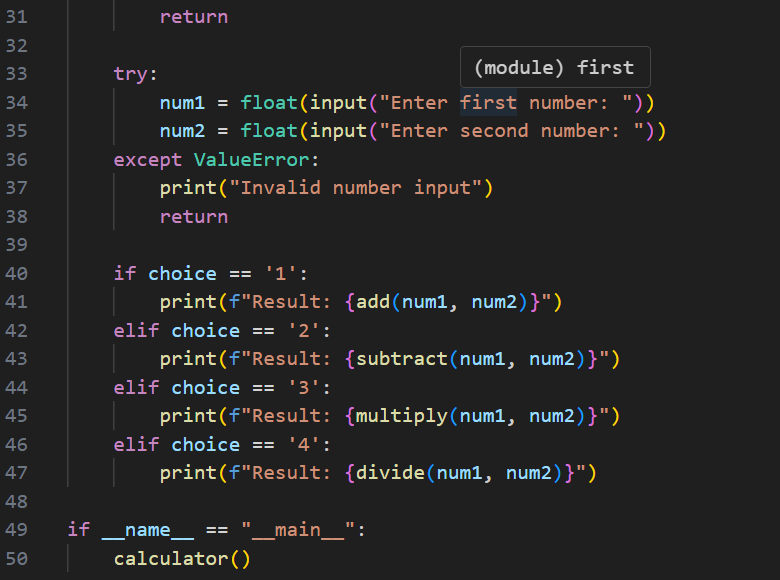 31            return
32
33        try:
(module) first
34            num1 = float(input("Enter first number: "))
35            num2 = float(input("Enter second number: "))
36        except ValueError:
37            print("Invalid number input")
38            return
39
40        if choice == '1':
41            print(f"Result: {add(num1, num2)}")
42        elif choice == '2':
43            print(f"Result: {subtract(num1, num2)}")
44        elif choice == '3':
45            print(f"Result: {multiply(num1, num2)}")
46        elif choice == '4':
47            print(f"Result: {divide(num1, num2)}")
48
49    if __name__ == "__main__":
50        calculator()